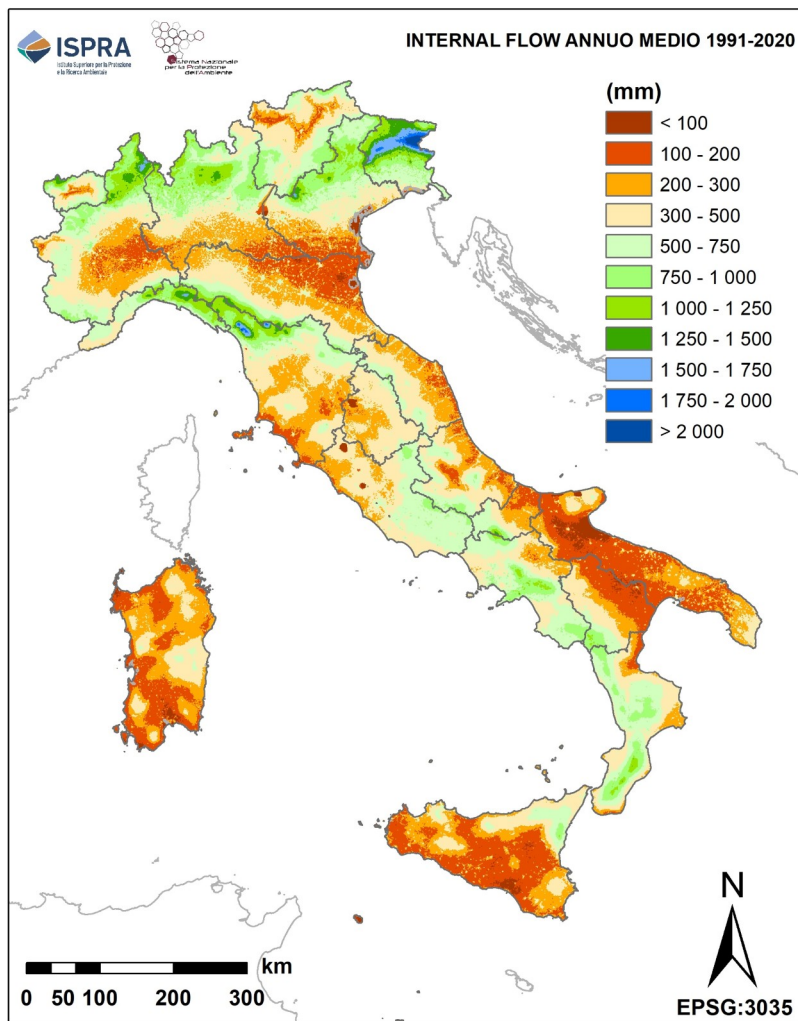 ISPRA
Istituto Superiore per la Protezione
e la Ricerca Ambientale
Sistema Nazionale
per la Protezione
dell'Ambiente
INTERNAL FLOW ANNUO MEDIO 1991-2020
(mm)
< 100
100 - 200
200 - 300
300 - 500
500 - 750
750 - 1 000
1 000 - 1 250
1 250 - 1 500
1 500 - 1 750
1 750 - 2 000
> 2 000
N
km
0 50 100 200 300
EPSG:3035